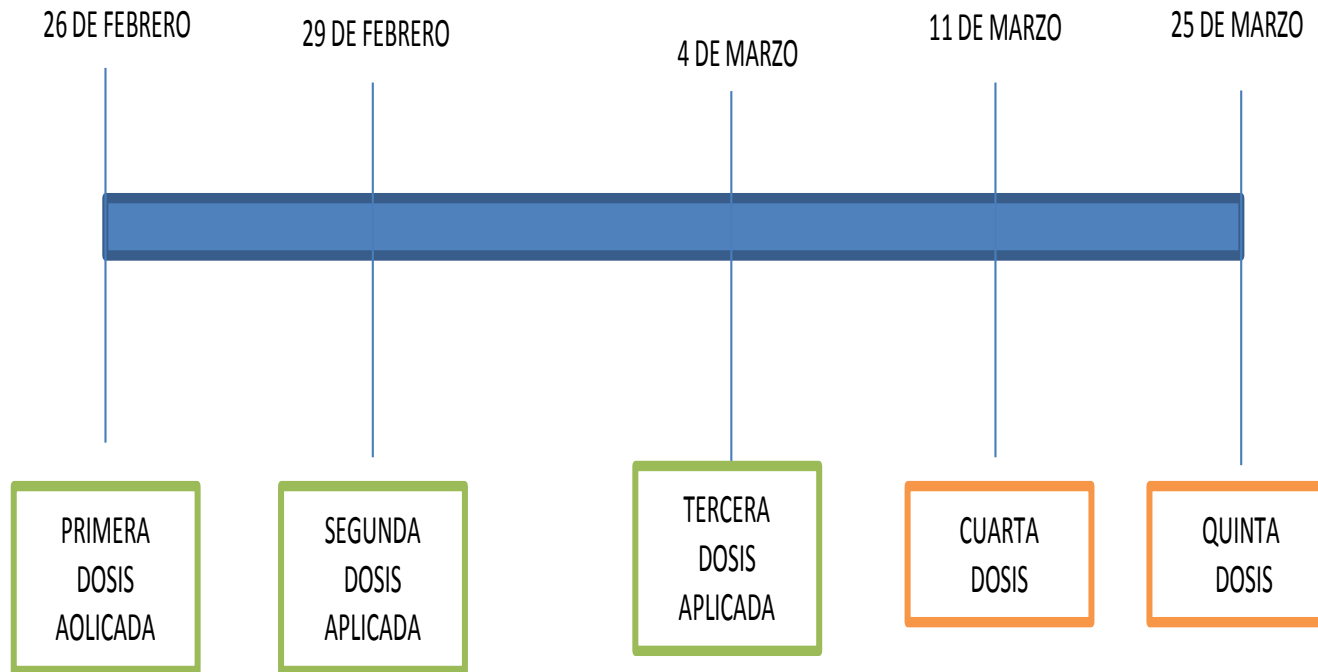 26 DE FEBRERO
29 DE FEBRERO
4 DE MARZO
11 DE MARZO
25 DE MARZO
PRIMERA
DOSIS
AOLICADA
SEGUNDA
DOSIS
APLICADA
TERCERA
DOSIS
APLICADA
CUARTA
DOSIS
QUINTA
DOSIS